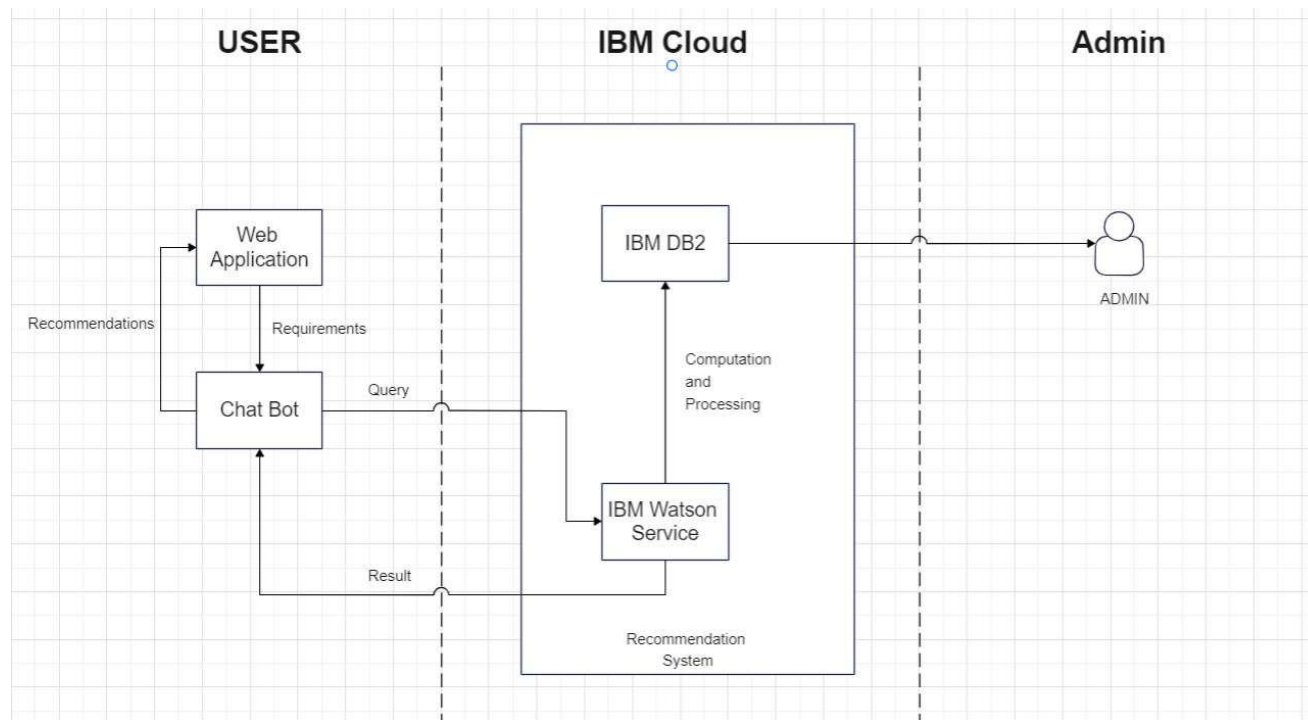 USER
IBM Cloud
Admin
Web
Application
IBM DB2
ADMIN
Recommendations
Requirements
Computation
and
Processing
Chat Bot
Query
IBM Watson
Service
Result
Recommendation
System